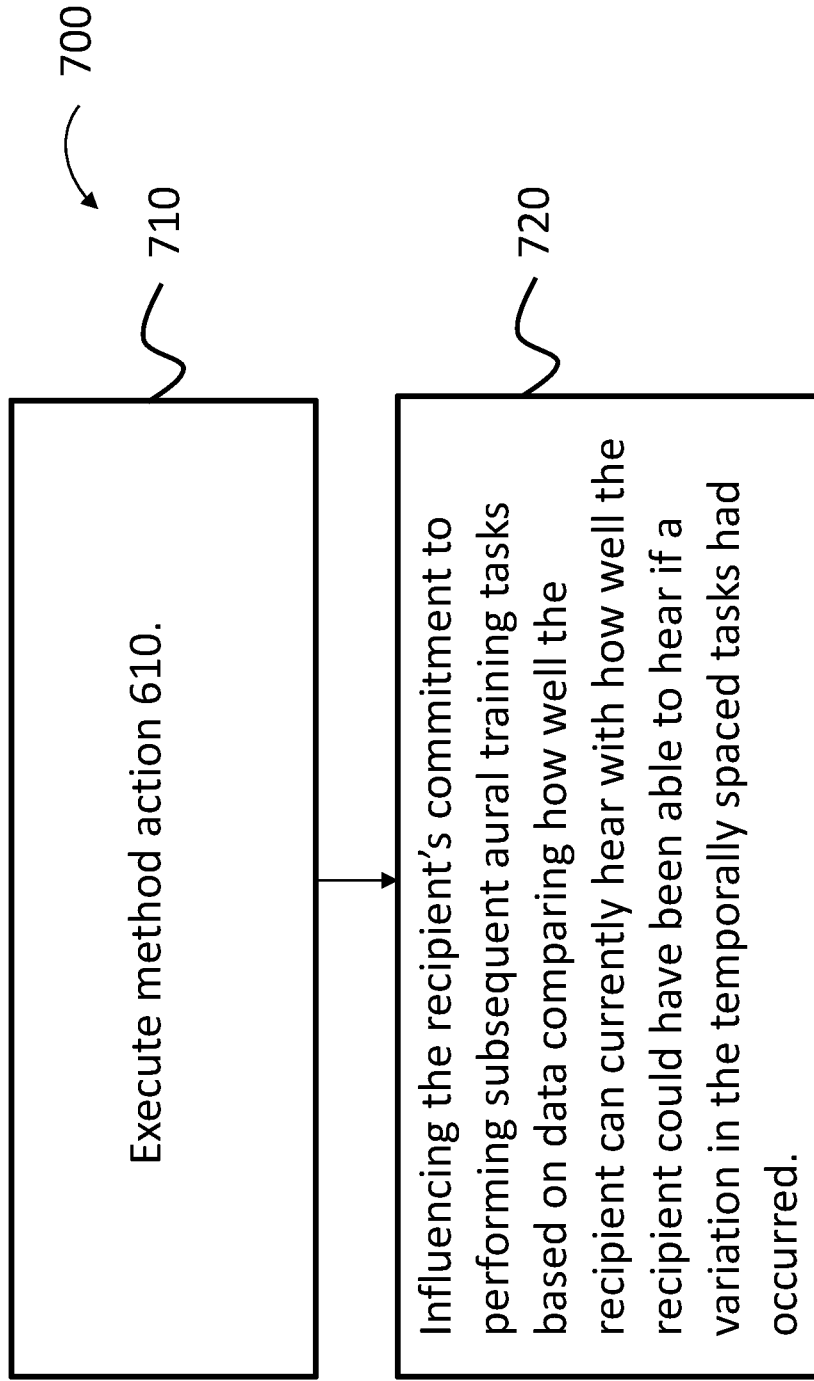 700
Execute method action 610.
710
Influencing the recipient's commitment to
performing subsequent aural training tasks
based on data comparing how well the
recipient can currently hear with how well the
recipient could have been able to hear if a
variation in the temporally spaced tasks had
occurred.
720